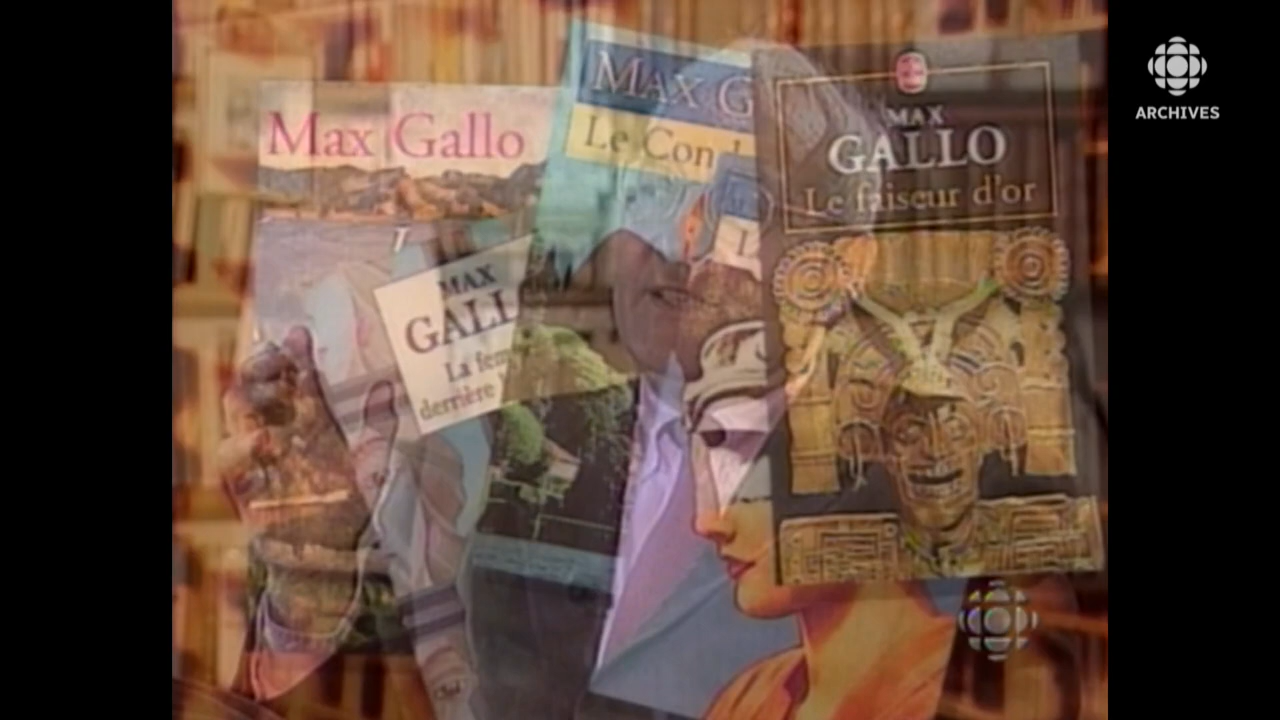 ARCHIVES
Max Gallo
MAX G
Le Con
MAX
GALLO
Le faiseur d'or
MAX
GALL
La fem
derrière